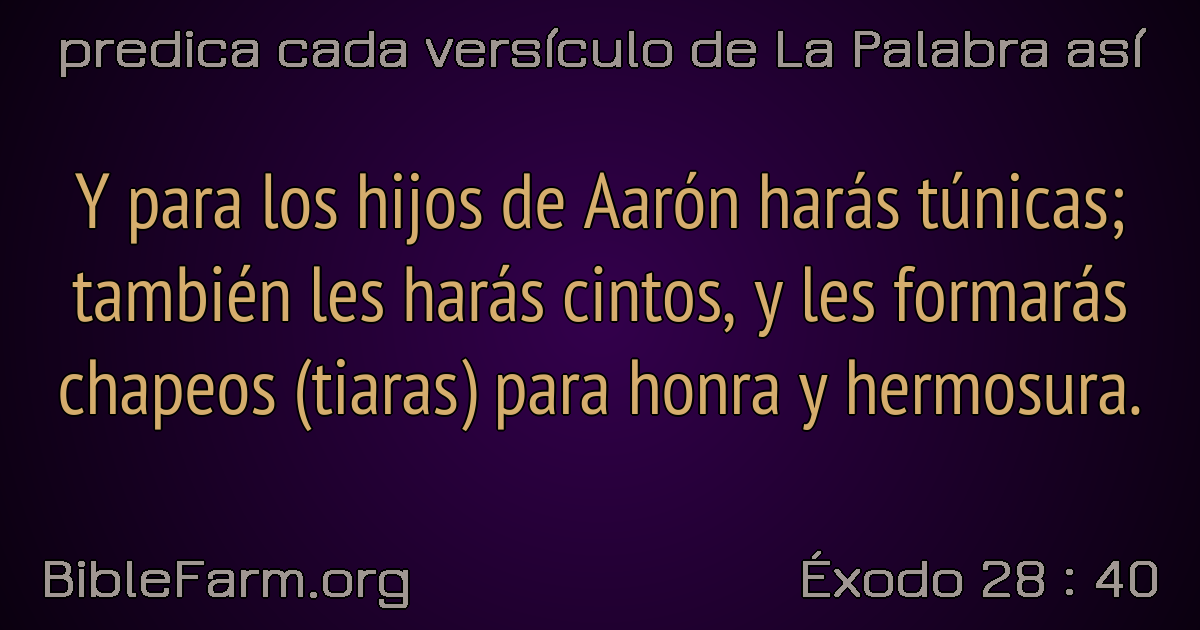 predica cada versículo de La Palabra así
Y para los hijos de Aarón harás túnicas;
también les harás cintos, y les formarás
chapeos (tiaras) para honra y hermosura.
BibleFarm.org
Éxodo 28 : 40